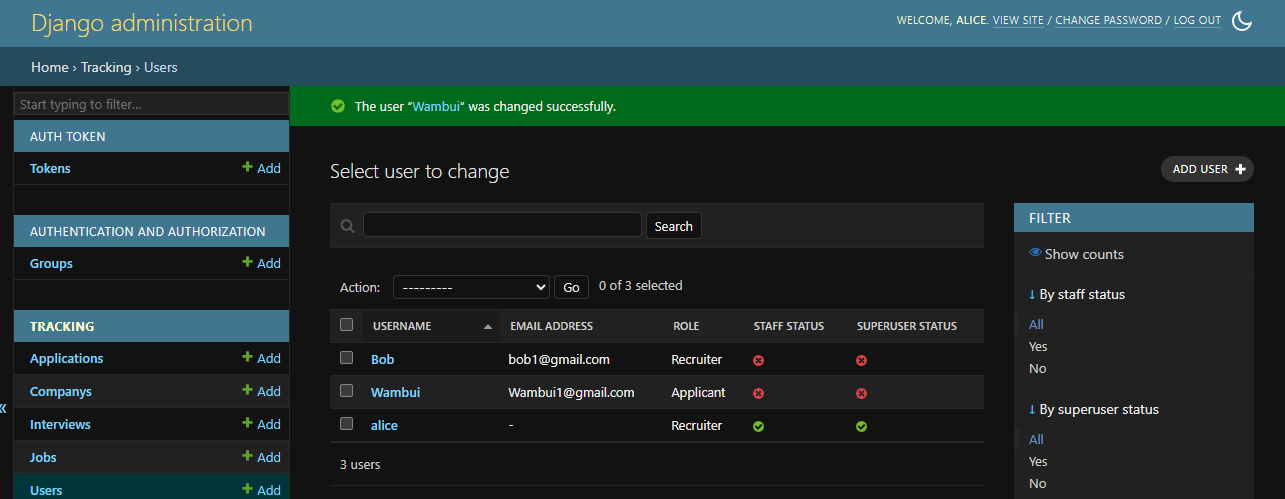 Django administration
WELCOME, ALICE. VIEW SITE / CHANGE PASSWORD / LOG OUT
Home › Tracking › Users
Start typing to filter...
AUTH TOKEN
Tokens + Add
AUTHENTICATION AND AUTHORIZATION
Groups + Add
TRACKING
Applications + Add
Companys + Add
Interviews + Add
Jobs + Add
Users + Add
«
The user “Wambui” was changed successfully.
Select user to change
ADD USER +
Search
Action: --------- Go 0 of 3 selected
USERNAME EMAIL ADDRESS ROLE STAFF STATUS SUPERUSER STATUS
Bob bob1@gmail.com Recruiter
Wambui Wambui1@gmail.com Applicant
alice - Recruiter
3 users
FILTER
Show counts
↓ By staff status
All
Yes
No
↓ By superuser status
All
Yes
No